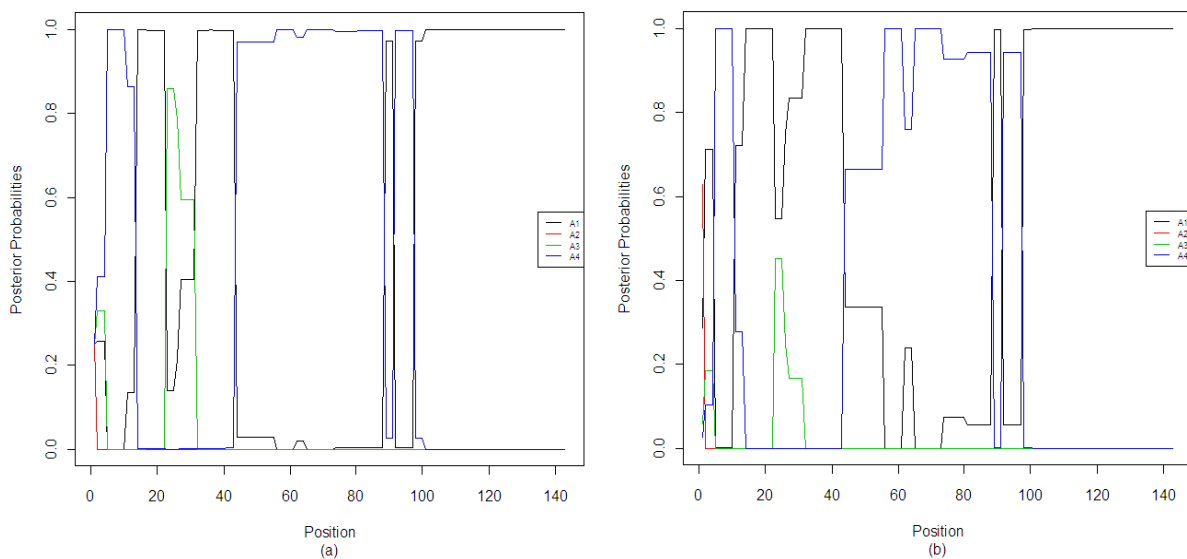 Posterior Probabilities
1.0
0.8
0.6
0.4
0.2
0.0
0 20 40 60 80 100 120 140
Position
(a)
A1
A2
A3
A4
Posterior Probabilities
1.0
0.8
0.6
0.4
0.2
0.0
0 20 40 60 80 100 120 140
Position
(b)
A1
A2
A3
A4